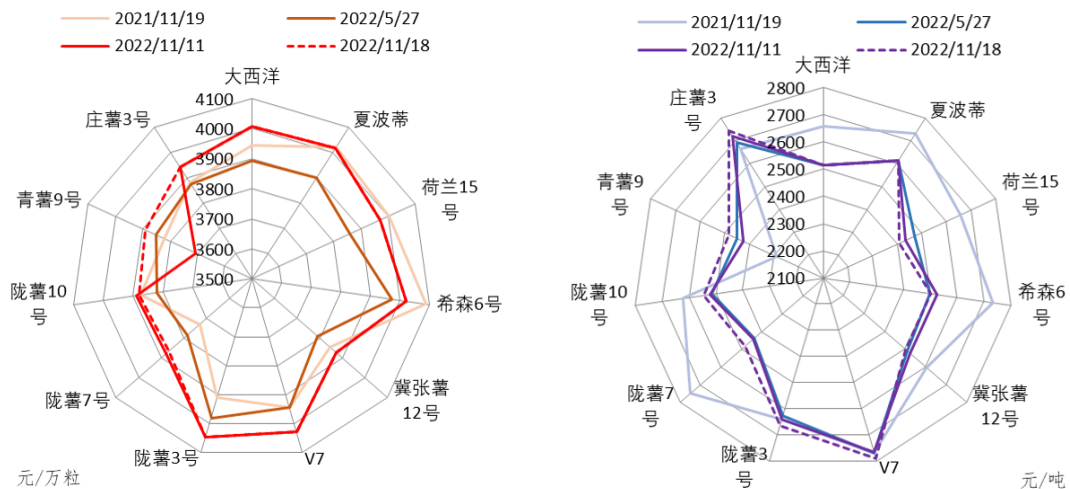 2021/11/19
2022/5/27
2022/11/11
2022/11/18
大西洋
夏波蒂
荷兰15
号
希森6号
冀张薯
12号
V7
陇薯3号
陇薯7号
陇薯10
号
青薯9号
庄薯3号
4100
4000
3900
3800
3700
3600
3500
元/万粒
2021/11/19
2022/5/27
2022/11/11
2022/11/18
大西洋
夏波蒂
荷兰15
号
希森6
号
冀张薯
12号
V7
陇薯3
号
陇薯7
号
陇薯10
号
青薯9
号
庄薯3
号
2800
2700
2600
2500
2400
2300
2200
2100
元/吨